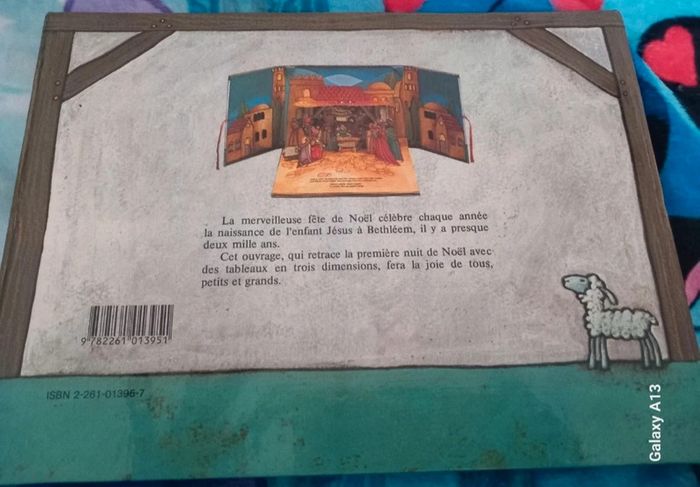 La merveilleuse fête de Noël célèbre chaque année
la naissance de l'enfant Jésus à Bethléem, il y a presque
deux mille ans.
Cet ouvrage, qui retrace la première nuit de Noël avec
des tableaux en trois dimensions, fera la joie de tous,
petits et grands.
9 782261 013951
ISBN 2-261-01395-7
Galaxy A13